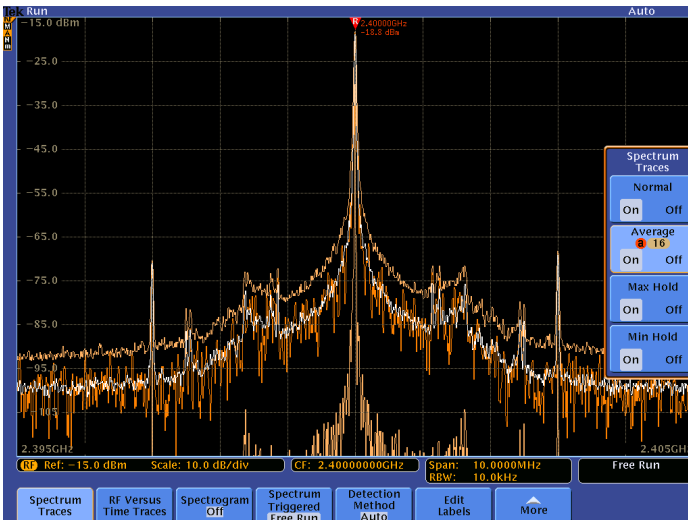 Tek Run Auto
RF
M
A
N
m
-15.0 dBm
R 2.40000GHz
-18.8 dBm
-25.0
-35.0
-45.0
-55.0
-65.0
-75.0
-85.0
-95.0
-105
2.395GHz 2.405GHz
Spectrum
Traces
Normal
On Off
Average
a 16
On Off
Max Hold
On Off
Min Hold
On Off
RF Ref: -15.0 dBm Scale: 10.0 dB/div
CF: 2.40000000GHz
Span: 10.0000MHz
RBW: 10.0kHz
Free Run
Spectrum
Traces
RF Versus
Time Traces
Spectrogram
Off
Spectrum
Triggered
Free Run
Detection
Method
Auto
Edit
Labels
More